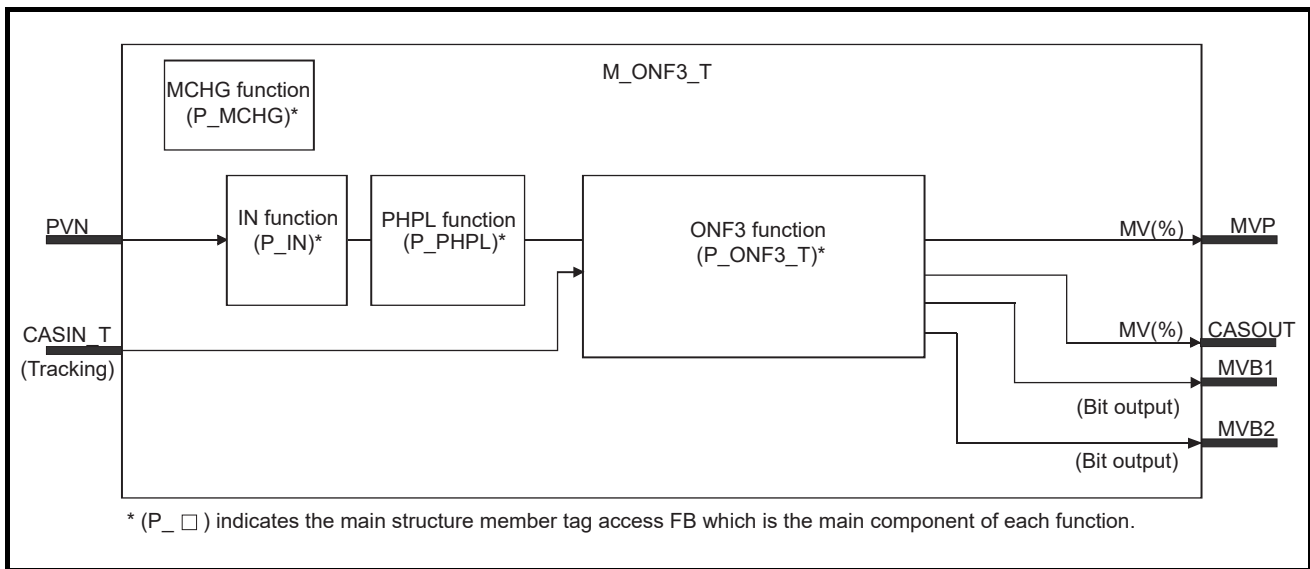 M_ONF3_T
MCHG function
(P_MCHG)*
PVN
IN function
(P_IN)*
PHPL function
(P_PHPL)*
ONF3 function
(P_ONF3_T)*
MV(%)
MVP
CASIN_T
(Tracking)
MV(%)
CASOUT
MVB1
(Bit output)
MVB2
(Bit output)
* (P_ □ ) indicates the main structure member tag access FB which is the main component of each function.